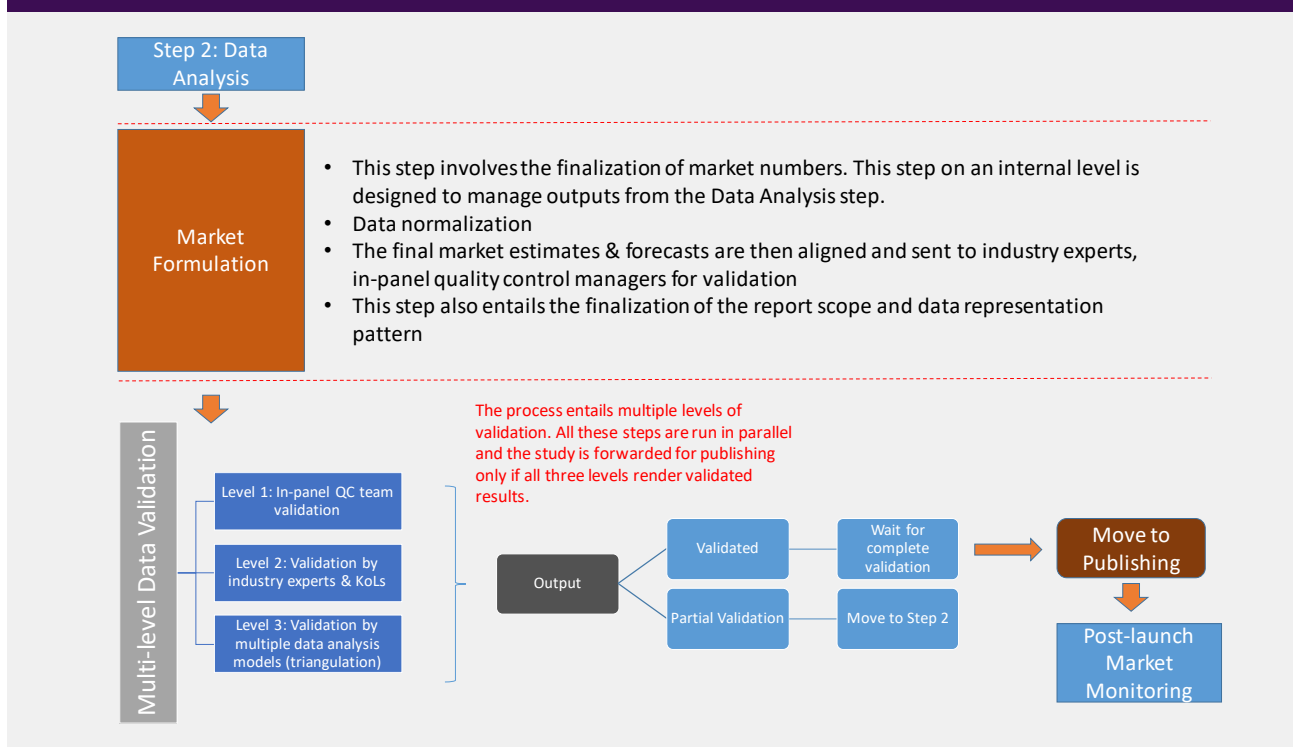 Step 2: Data
Analysis
Market
Formulation
• This step involves the finalization of market numbers. This step on an internal level is
designed to manage outputs from the Data Analysis step.
• Data normalization
• The final market estimates & forecasts are then aligned and sent to industry experts,
in-panel quality control managers for validation
• This step also entails the finalization of the report scope and data representation
pattern
Multi-level Data Validation
The process entails multiple levels of
validation. All these steps are run in parallel
and the study is forwarded for publishing
only if all three levels render validated
results.
Level 1: In-panel QC team
validation
Level 2: Validation by
industry experts & KoLs
Level 3: Validation by
multiple data analysis
models (triangulation)
Output
Validated
Wait for
complete
validation
Partial Validation
Move to Step 2
Move to
Publishing
Post-launch
Market
Monitoring